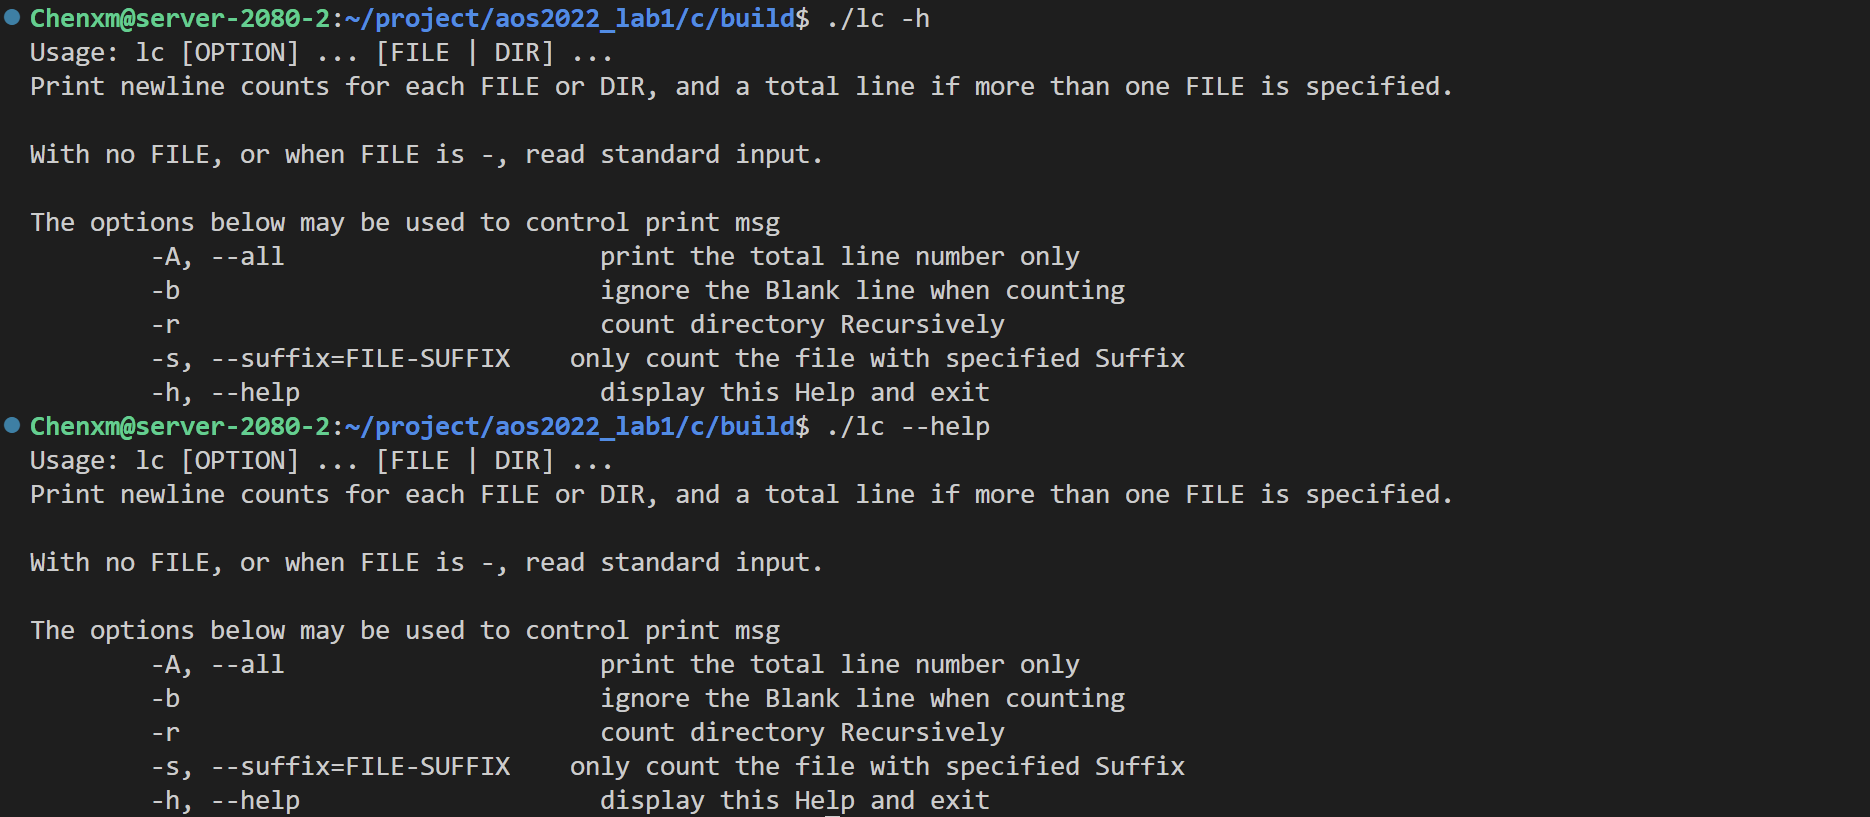 Chenxm@server-2080-2:~/project/aos2022_lab1/c/build$ ./lc -h
Usage: lc [OPTION] ... [FILE | DIR] ...
Print newline counts for each FILE or DIR, and a total line if more than one FILE is specified.

With no FILE, or when FILE is -, read standard input.

The options below may be used to control print msg
        -A, --all                     print the total line number only
        -b                            ignore the Blank line when counting
        -r                            count directory Recursively
        -s, --suffix=FILE-SUFFIX    only count the file with specified Suffix
        -h, --help                    display this Help and exit
Chenxm@server-2080-2:~/project/aos2022_lab1/c/build$ ./lc --help
Usage: lc [OPTION] ... [FILE | DIR] ...
Print newline counts for each FILE or DIR, and a total line if more than one FILE is specified.

With no FILE, or when FILE is -, read standard input.

The options below may be used to control print msg
        -A, --all                     print the total line number only
        -b                            ignore the Blank line when counting
        -r                            count directory Recursively
        -s, --suffix=FILE-SUFFIX    only count the file with specified Suffix
        -h, --help                    display this Help and exit